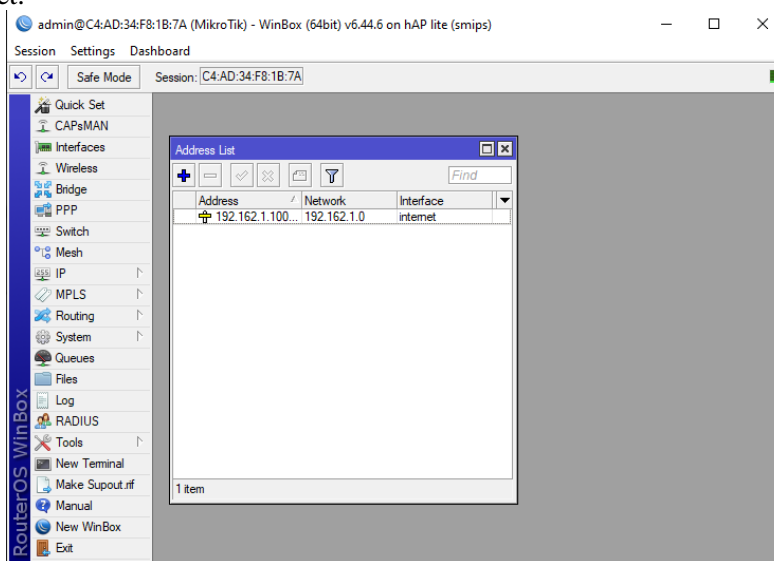 admin@C4:AD:34:F8:1B:7A (MikroTik) - WinBox (64bit) v6.44.6 on hAP lite (smips)
Session Settings Dashboard
Safe Mode Session: C4:AD:34:F8:1B:7A
Quick Set
CAPsMAN
Interfaces
Wireless
Bridge
PPP
Switch
Mesh
IP
MPLS
Routing
System
Queues
Files
Log
RADIUS
Tools
New Terminal
Make Supout.rif
Manual
New WinBox
Exit
RouterOS WinBox
Address List
Find
Address Network Interface
192.162.1.100... 192.162.1.0 internet
1 item